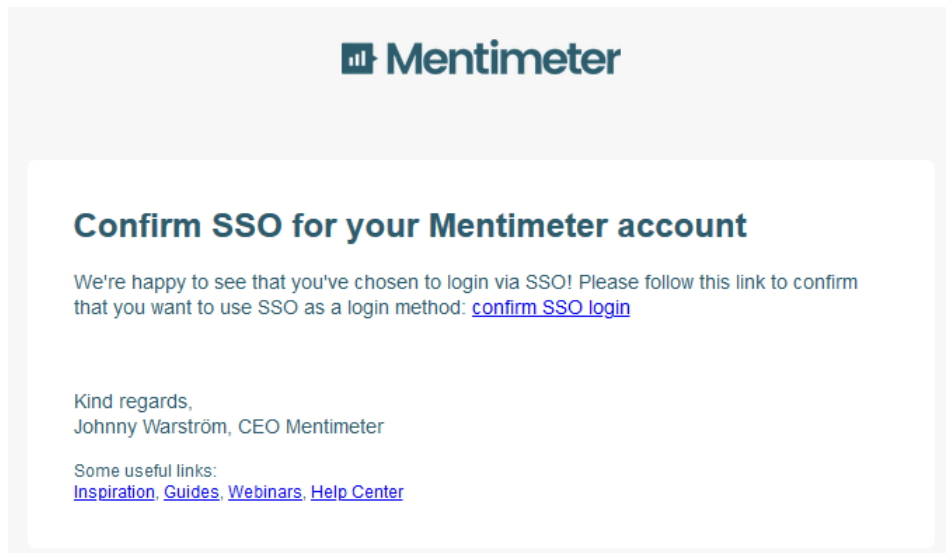 Mentimeter
Confirm SSO for your Mentimeter account
We're happy to see that you've chosen to login via SSO! Please follow this link to confirm
that you want to use SSO as a login method: confirm SSO login
Kind regards,
Johnny Warström, CEO Mentimeter
Some useful links:
Inspiration, Guides, Webinars, Help Center